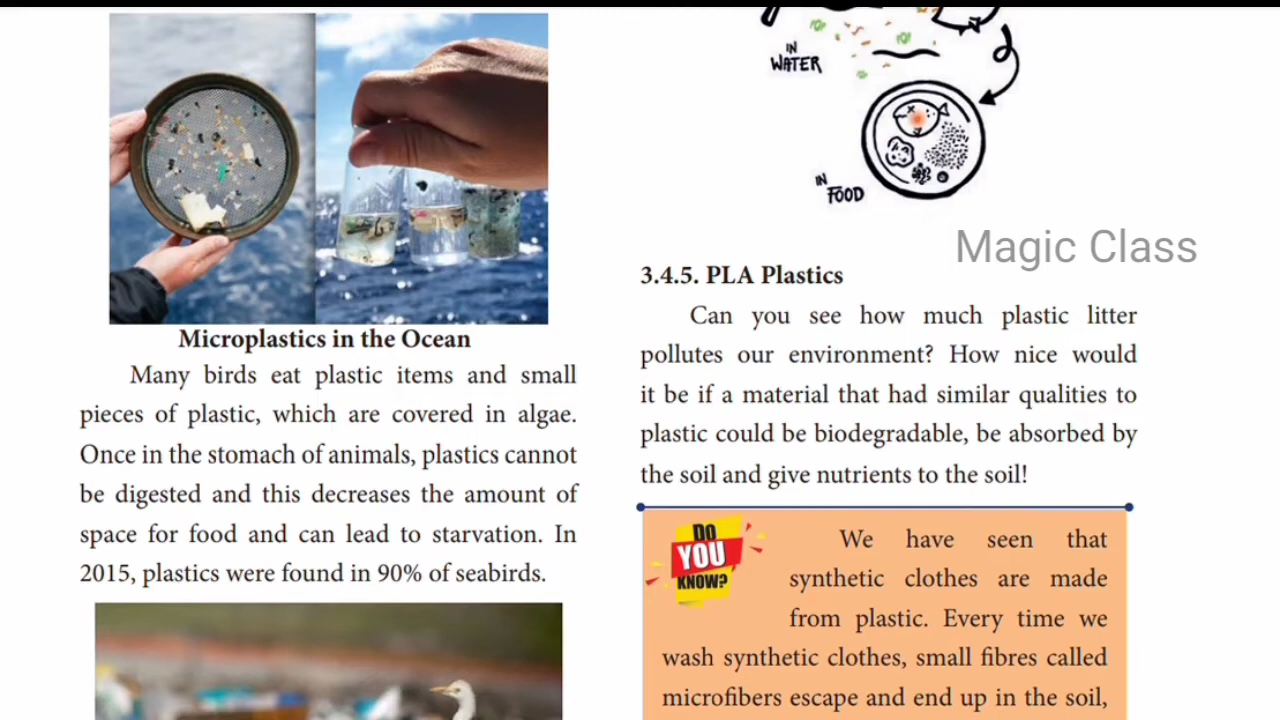 Microplastics in the Ocean
Many birds eat plastic items and small
pieces of plastic, which are covered in algae.
Once in the stomach of animals, plastics cannot
be digested and this decreases the amount of
space for food and can lead to starvation. In
2015, plastics were found in 90% of seabirds.
IN
WATER
IN
FOOD
Magic Class
3.4.5. PLA Plastics
Can you see how much plastic litter
pollutes our environment? How nice would
it be if a material that had similar qualities to
plastic could be biodegradable, be absorbed by
the soil and give nutrients to the soil!
DO
YOU
KNOW?
We have seen that
synthetic clothes are made
from plastic. Every time we
wash synthetic clothes, small fibres called
microfibers escape and end up in the soil,